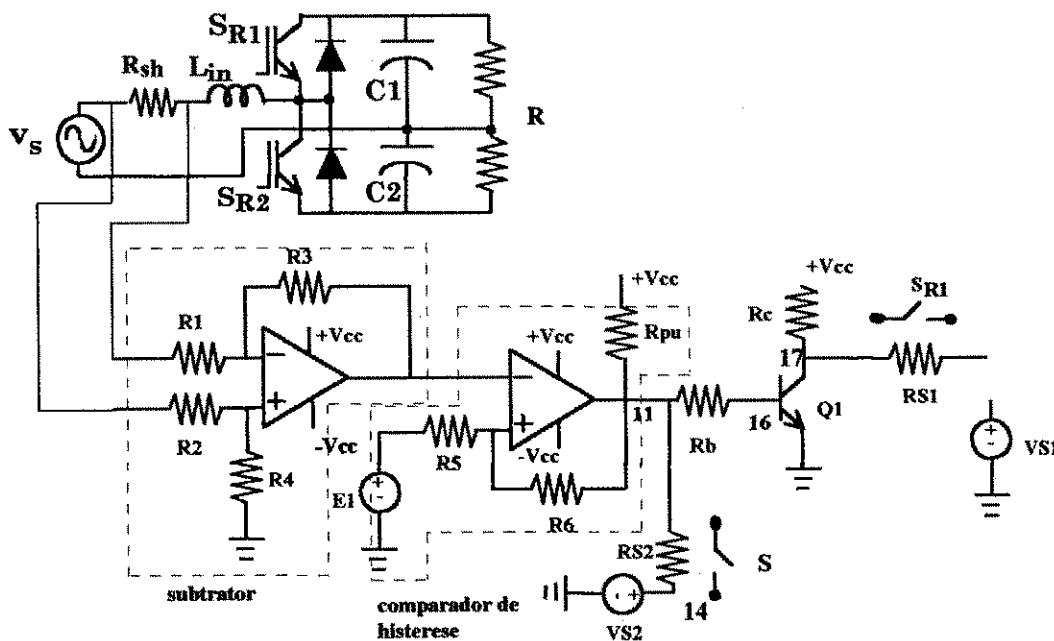 SR1
Rsh
Lin
C1
R
vs
SR2
C2
R3
R1
+Vcc
R2
-Vcc
R4
+Vcc
Rpu
+Vcc
-Vcc
R5
E1
R6
11
Rb
16
+Vcc
Rc
17
Q1
SR1
RS1
VS1
RS2
S
14
VS2
subtrator
comparador de
histerese